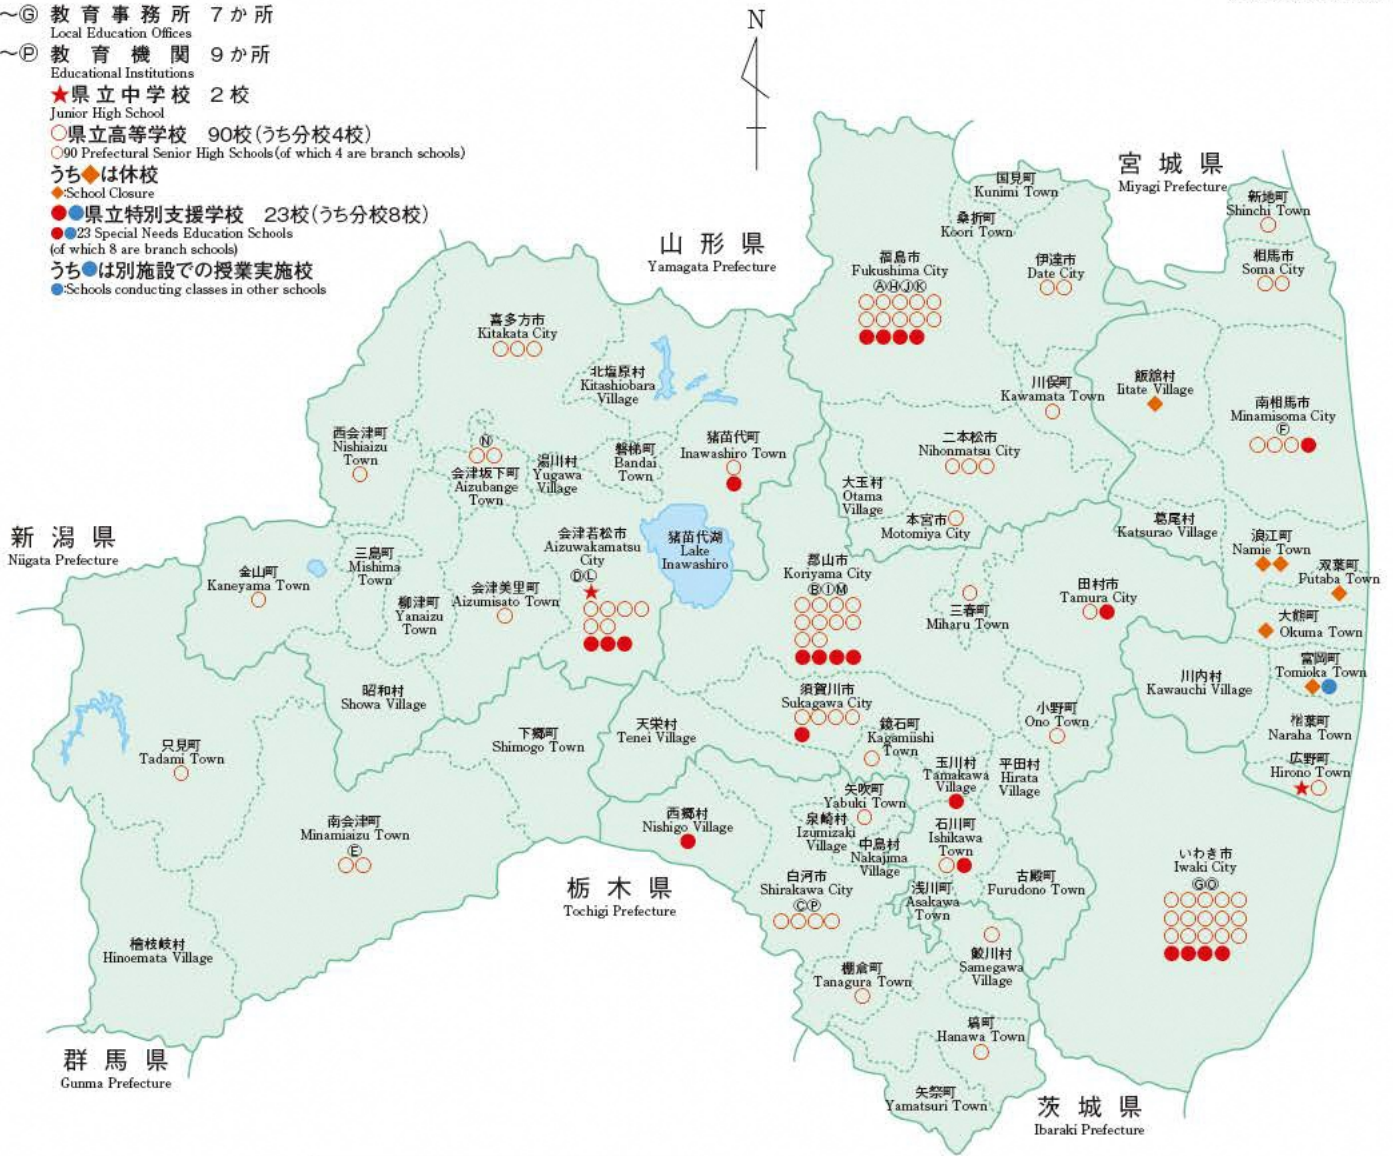 ~Ⓖ 教育事務所 7か所
Local Education Offices
~Ⓟ 教育機関 9か所
Educational Institutions
★県立中学校 2校
Junior High School
○県立高等学校 90校(うち分校4校)
○90 Prefectural Senior High Schools(of which 4 are branch schools)
うち◆は休校
◆:School Closure
●●県立特別支援学校 23校(うち分校8校)
●●23 Special Needs Education Schools
(of which 8 are branch schools)
うち●は別施設での授業実施校
●:Schools conducting classes in other schools
N
宮城県
Miyagi Prefecture
山形県
Yamagata Prefecture
国見町
Kunimi Town
桑折町
Koori Town
新地町
Shinchi Town
福島市
Fukushima City
ⒶⒽⒿⓀ
伊達市
Date City
相馬市
Soma City
喜多方市
Kitakata City
北塩原村
Kitashiobara
Village
川俣町
Kawamata Town
飯舘村
Iitate Village
南相馬市
Minamisoma City
Ⓕ
西会津町
Nishiaizu
Town
Ⓝ
会津坂下町
Aizubange
Town
湯川村
Yugawa
Village
磐梯町
Bandai
Town
猪苗代町
Inawashiro Town
二本松市
Nihonmatsu City
大玉村
Otama
Village
本宮市
Motomiya City
葛尾村
Katsurao Village
浪江町
Namie Town
双葉町
Futaba Town
新潟県
Niigata Prefecture
金山町
Kaneyama Town
三島町
Mishima
Town
柳津町
Yanaizu
Town
会津美里町
Aizumisato Town
会津若松市
Aizuwakamatsu
City
ⒹⓁ
猪苗代湖
Lake
Inawashiro
郡山市
Koriyama City
ⒷⒾⓂ
三春町
Miharu Town
田村市
Tamura City
大熊町
Okuma Town
富岡町
Tomioka Town
川内村
Kawauchi Village
昭和村
Showa Village
須賀川市
Sukagawa City
小野町
Ono Town
楢葉町
Naraha Town
只見町
Tadami Town
下郷町
Shimogo Town
天栄村
Tenei Village
鏡石町
Kagamiishi
Town
玉川村
Tamakawa
Village
平田村
Hirata
Village
広野町
Hirono Town
南会津町
Minamiaizu Town
Ⓔ
西郷村
Nishigo Village
矢吹町
Yabuki Town
泉崎村
Izumizaki
Village
中島村
Nakajima
Village
石川町
Ishikawa
Town
いわき市
Iwaki City
ⒼⓄ
栃木県
Tochigi Prefecture
白河市
Shirakawa City
ⒸⓅ
浅川町
Asakawa
Town
古殿町
Furudono Town
檜枝岐村
Hinoemata Village
鮫川村
Samegawa
Village
棚倉町
Tanagura Town
塙町
Hanawa Town
群馬県
Gunma Prefecture
矢祭町
Yamatsuri Town
茨城県
Ibaraki Prefecture